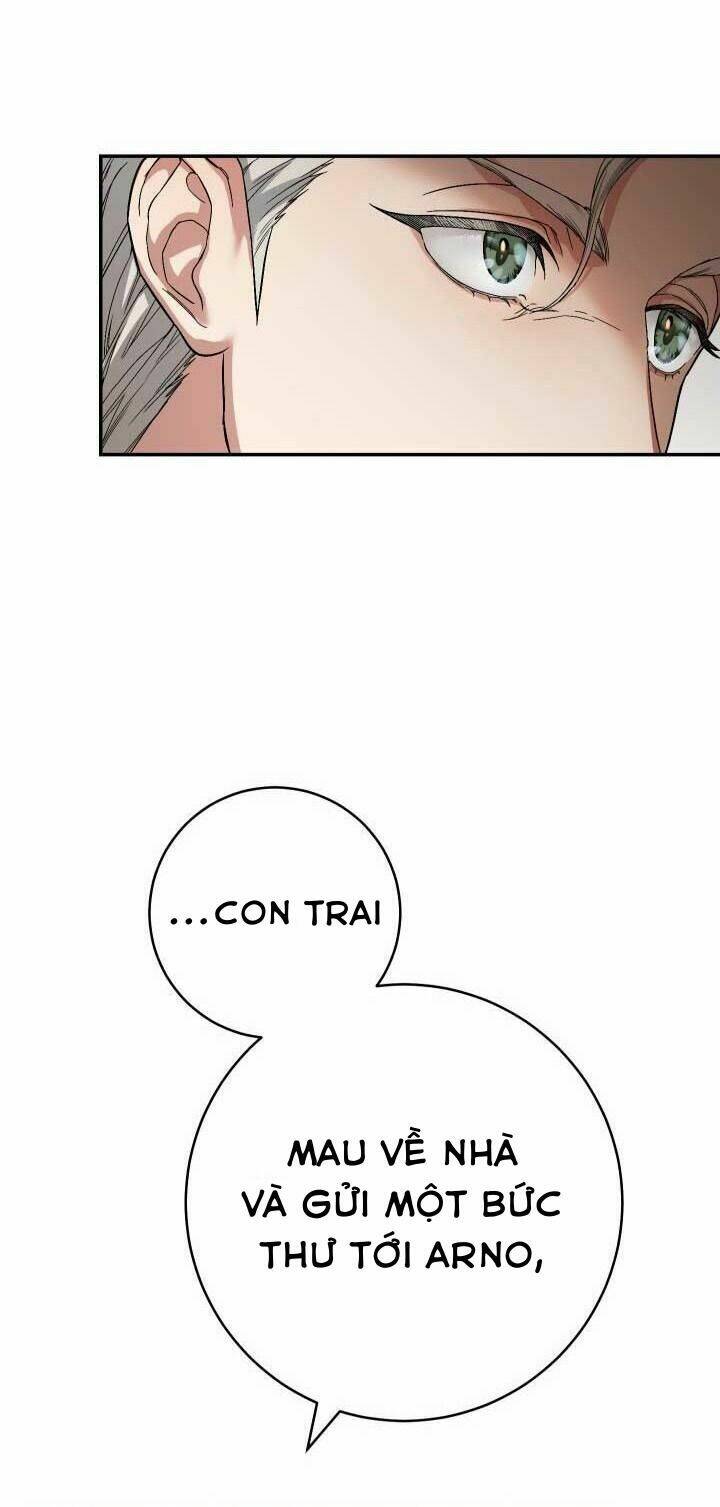 ...CON TRAI
MAU VỀ NHÀ
VÀ GỬI MỘT BỨC
THƯ TỚI ARNO,